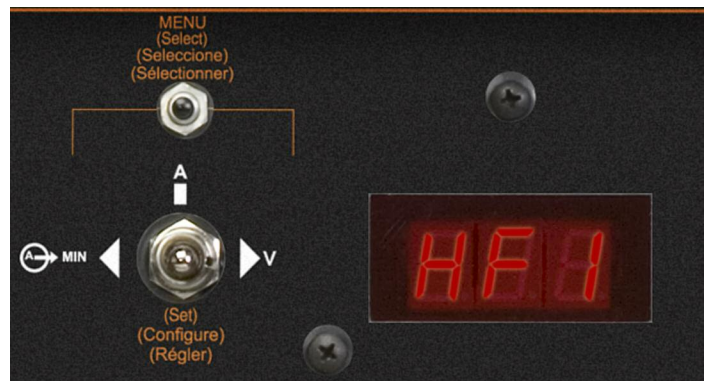 MENU
(Select)
(Seleccione)
(Sélectionner)
A
A MIN
V
HF1
(Set)
(Configure)
(Régler)